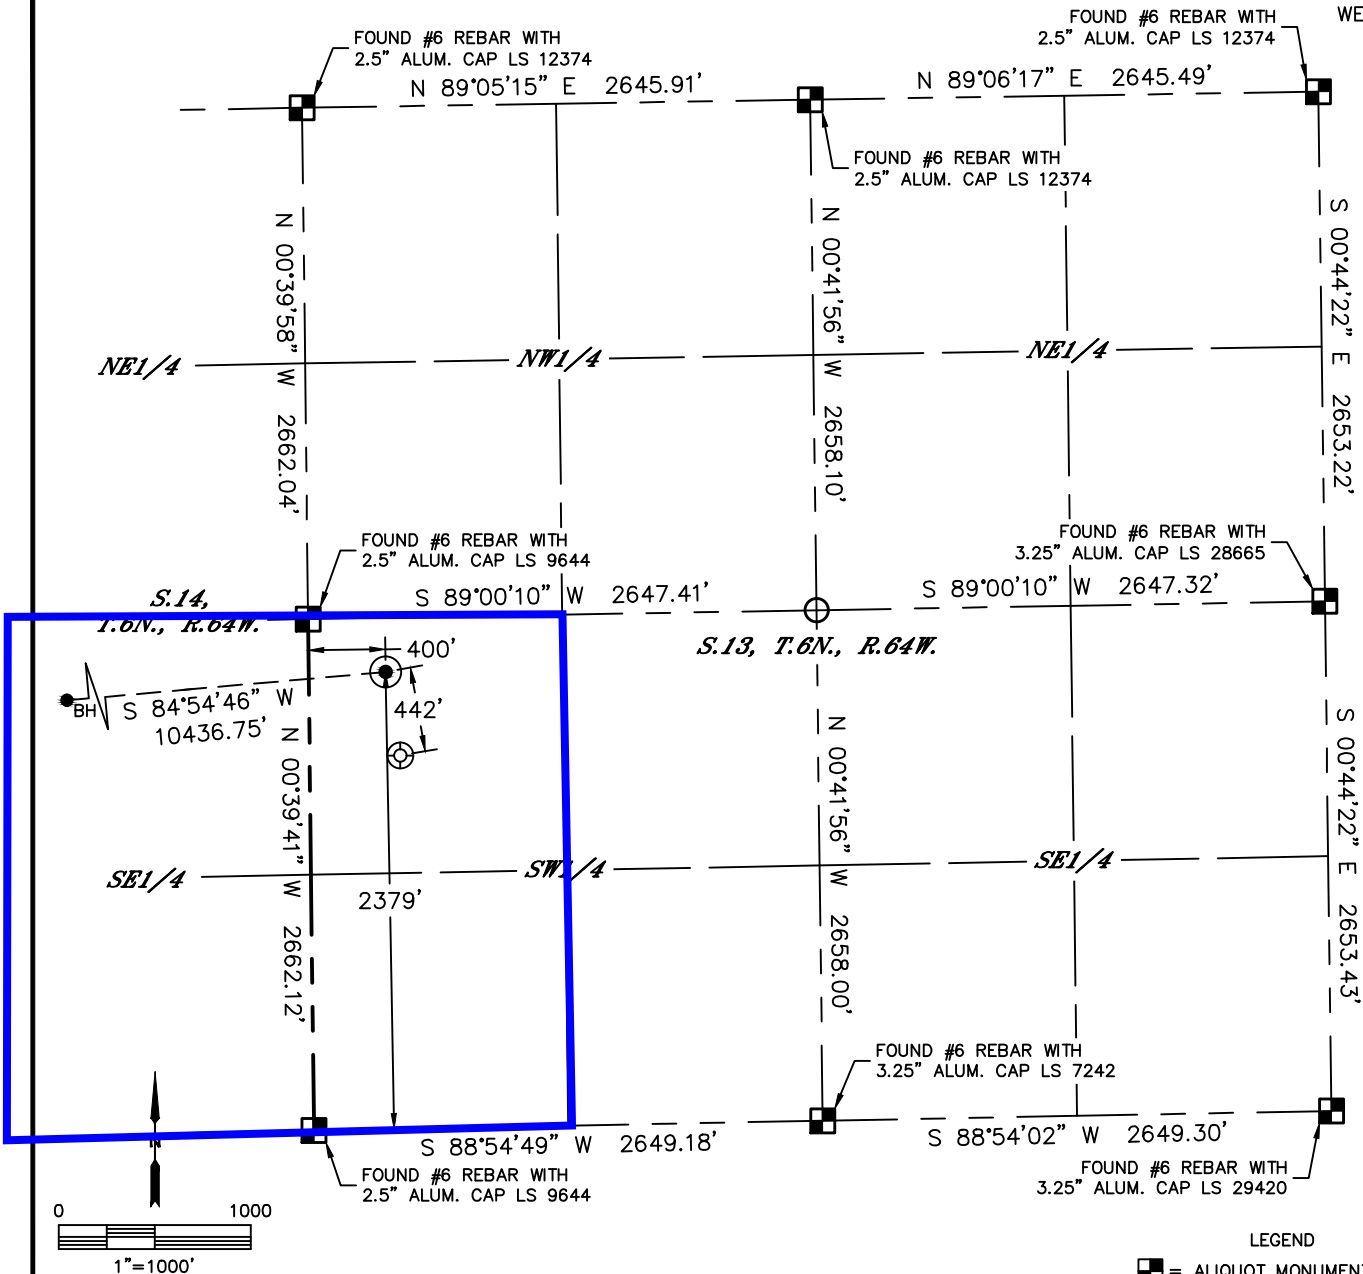 WE
FOUND #6 REBAR WITH
2.5" ALUM. CAP LS 12374
FOUND #6 REBAR WITH
2.5" ALUM. CAP LS 12374
N 89°05'15" E 2645.91'
N 89°06'17" E 2645.49'
FOUND #6 REBAR WITH
2.5" ALUM. CAP LS 12374
N 00°39'58" W 2662.04'
N 00°41'56" W 2658.10'
S 00°44'22" E 2653.22'
NE1/4
NW1/4
NE1/4
FOUND #6 REBAR WITH
2.5" ALUM. CAP LS 9644
FOUND #6 REBAR WITH
3.25" ALUM. CAP LS 28665
S 89°00'10" W 2647.41'
S 89°00'10" W 2647.32'
S.14,
T.6N., R.64W.
S.13, T.6N., R.64W.
400'
BH
S 84°54'46" W
10436.75'
442'
N 00°39'41" W 2662.12'
N 00°41'56" W 2658.00'
S 00°44'22" E 2653.43'
SE1/4
SW1/4
SE1/4
2379'
FOUND #6 REBAR WITH
3.25" ALUM. CAP LS 7242
S 88°54'49" W 2649.18'
S 88°54'02" W 2649.30'
FOUND #6 REBAR WITH
2.5" ALUM. CAP LS 9644
FOUND #6 REBAR WITH
3.25" ALUM. CAP LS 29420
N
0 1000
1"=1000'
LEGEND
= ALIQUOT MONUMENT